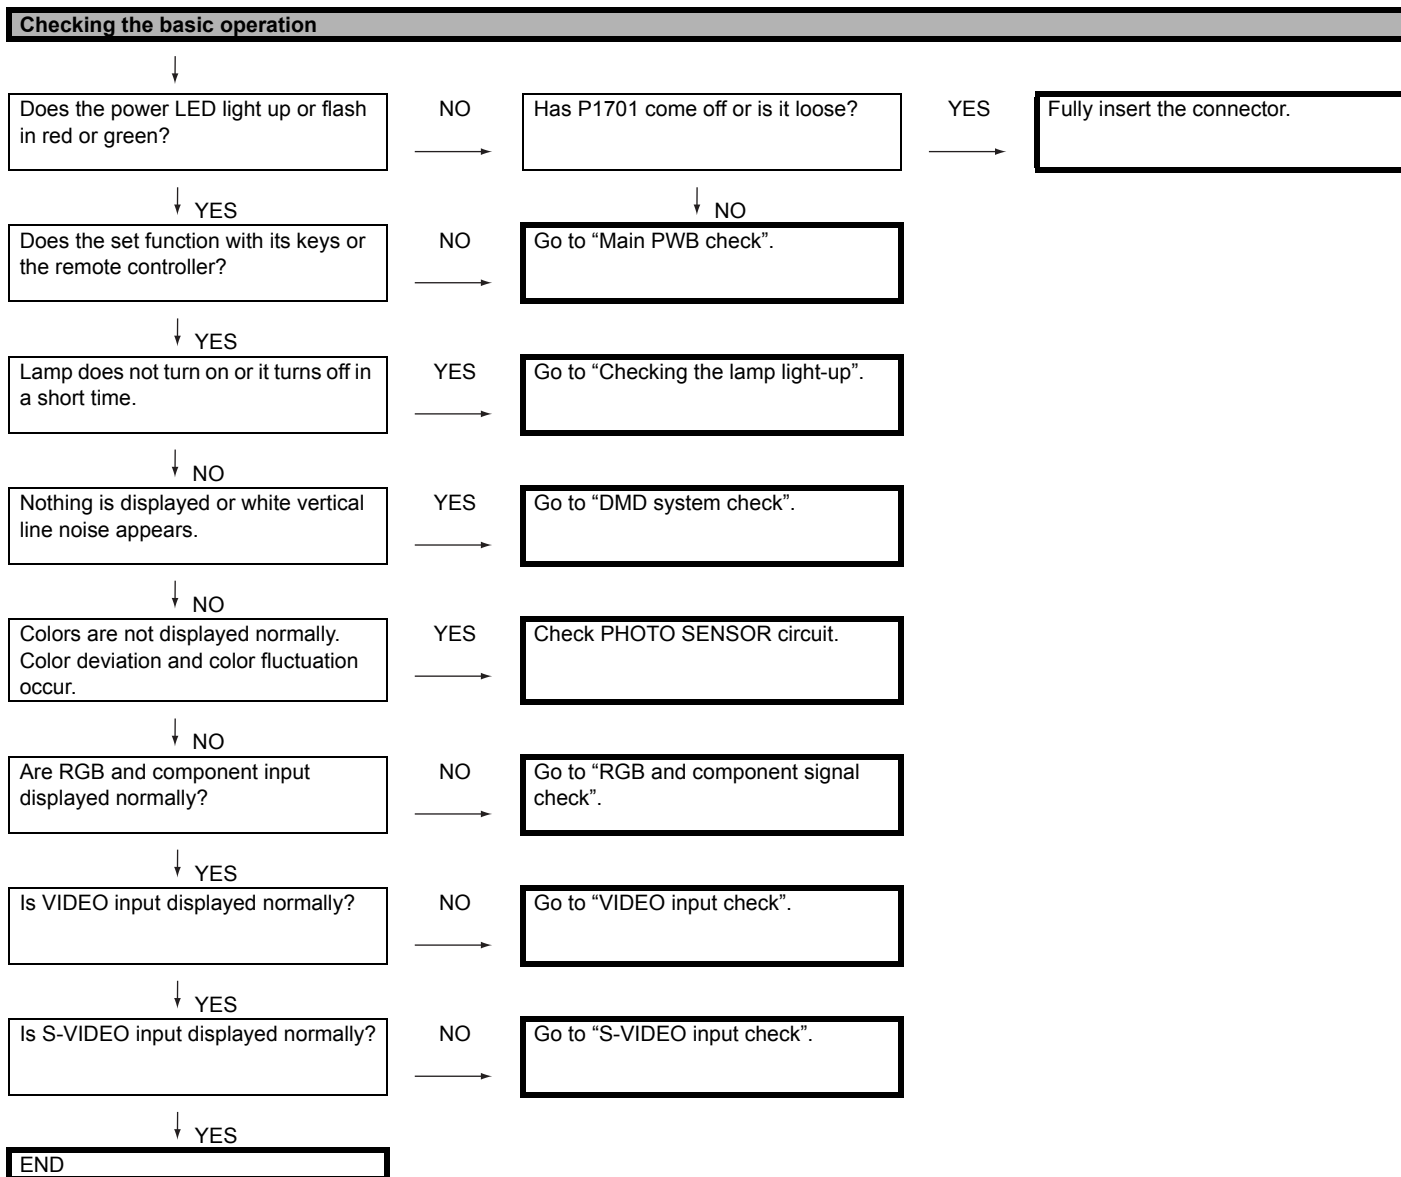 Checking the basic operation
Does the power LED light up or flash
in red or green?
NO
Has P1701 come off or is it loose?
YES
Fully insert the connector.
YES
NO
Does the set function with its keys or
the remote controller?
NO
Go to “Main PWB check”.
YES
Lamp does not turn on or it turns off in
a short time.
YES
Go to “Checking the lamp light-up”.
NO
Nothing is displayed or white vertical
line noise appears.
YES
Go to “DMD system check”.
NO
Colors are not displayed normally.
Color deviation and color fluctuation
occur.
YES
Check PHOTO SENSOR circuit.
NO
Are RGB and component input
displayed normally?
NO
Go to “RGB and component signal
check”.
YES
Is VIDEO input displayed normally?
NO
Go to “VIDEO input check”.
YES
Is S-VIDEO input displayed normally?
NO
Go to “S-VIDEO input check”.
YES
END